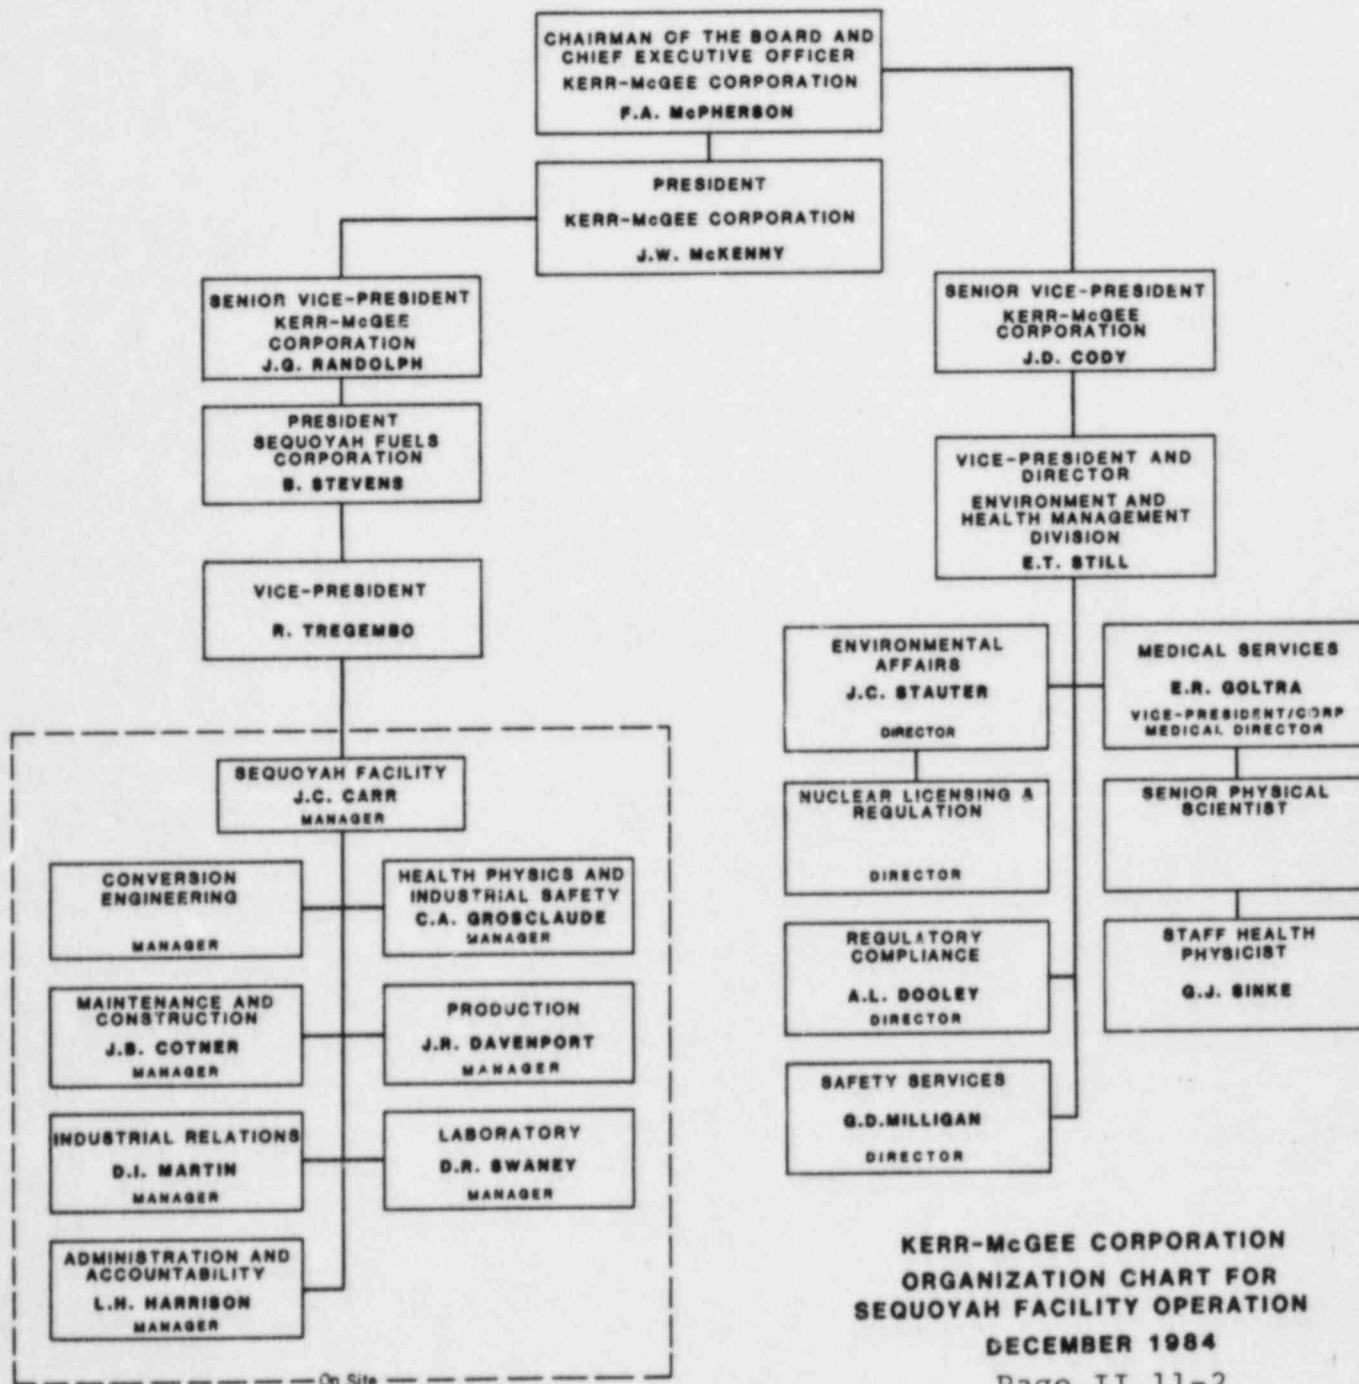 CHAIRMAN OF THE BOARD AND
CHIEF EXECUTIVE OFFICER
KERR-McGEE CORPORATION
F.A. McPHERSON
PRESIDENT
KERR-McGEE CORPORATION
J.W. McKENNY
SENIOR VICE-PRESIDENT
KERR-McGEE
CORPORATION
J.G. RANDOLPH
PRESIDENT
SEQUOYAH FUELS
CORPORATION
B. STEVENS
VICE-PRESIDENT
R. TREGEMBO
SENIOR VICE-PRESIDENT
KERR-McGEE
CORPORATION
J.D. CODY
VICE-PRESIDENT AND
DIRECTOR
ENVIRONMENT AND
HEALTH MANAGEMENT
DIVISION
E.T. STILL
ENVIRONMENTAL
AFFAIRS
J.C. STAUTER
DIRECTOR
MEDICAL SERVICES
E.R. GOLTRA
VICE-PRESIDENT/CORP
MEDICAL DIRECTOR
NUCLEAR LICENSING &
REGULATION
DIRECTOR
SENIOR PHYSICAL
SCIENTIST
REGULATORY
COMPLIANCE
A.L. DOOLEY
DIRECTOR
STAFF HEALTH
PHYSICIST
G.J. SINKE
SAFETY SERVICES
G.D.MILLIGAN
DIRECTOR
SEQUOYAH FACILITY
J.C. CARR
MANAGER
CONVERSION
ENGINEERING
MANAGER
HEALTH PHYSICS AND
INDUSTRIAL SAFETY
C.A. GROSCLAUDE
MANAGER
MAINTENANCE AND
CONSTRUCTION
J.B. COTNER
MANAGER
PRODUCTION
J.R. DAVENPORT
MANAGER
INDUSTRIAL RELATIONS
D.I. MARTIN
MANAGER
LABORATORY
D.R. SWANEY
MANAGER
ADMINISTRATION AND
ACCOUNTABILITY
L.H. HARRISON
MANAGER
On Site
KERR-McGEE CORPORATION
ORGANIZATION CHART FOR
SEQUOYAH FACILITY OPERATION
DECEMBER 1984
Page II.11-2